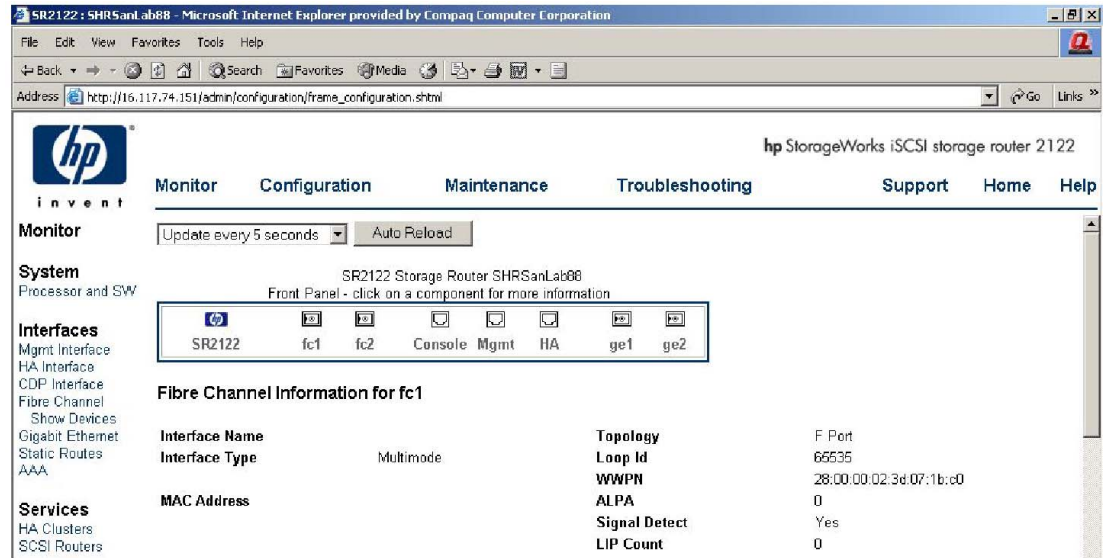 SR2122 : SHRSanLab88 - Microsoft Internet Explorer provided by Compaq Computer Corporation
File Edit View Favorites Tools Help
Back Search Favorites Media
Address http://16.117.74.151/admin/configuration/frame_configuration.shtml Go Links »
hp
invent
hp StorageWorks iSCSI storage router 2122
Monitor Configuration Maintenance Troubleshooting Support Home Help
Monitor
System
Processor and SW
Interfaces
Mgmt Interface
HA Interface
CDP Interface
Fibre Channel
Show Devices
Gigabit Ethernet
Static Routes
AAA
Services
HA Clusters
SCSI Routers
Update every 5 seconds Auto Reload
SR2122 Storage Router SHRSanLab88
Front Panel - click on a component for more information
SR2122 fc1 fc2 Console Mgmt HA ge1 ge2
Fibre Channel Information for fc1
Interface Name Topology F Port
Interface Type Multimode Loop Id 65535
WWPN 28:00:00:02:3d:07:1b:c0
MAC Address ALPA 0
Signal Detect Yes
LIP Count 0